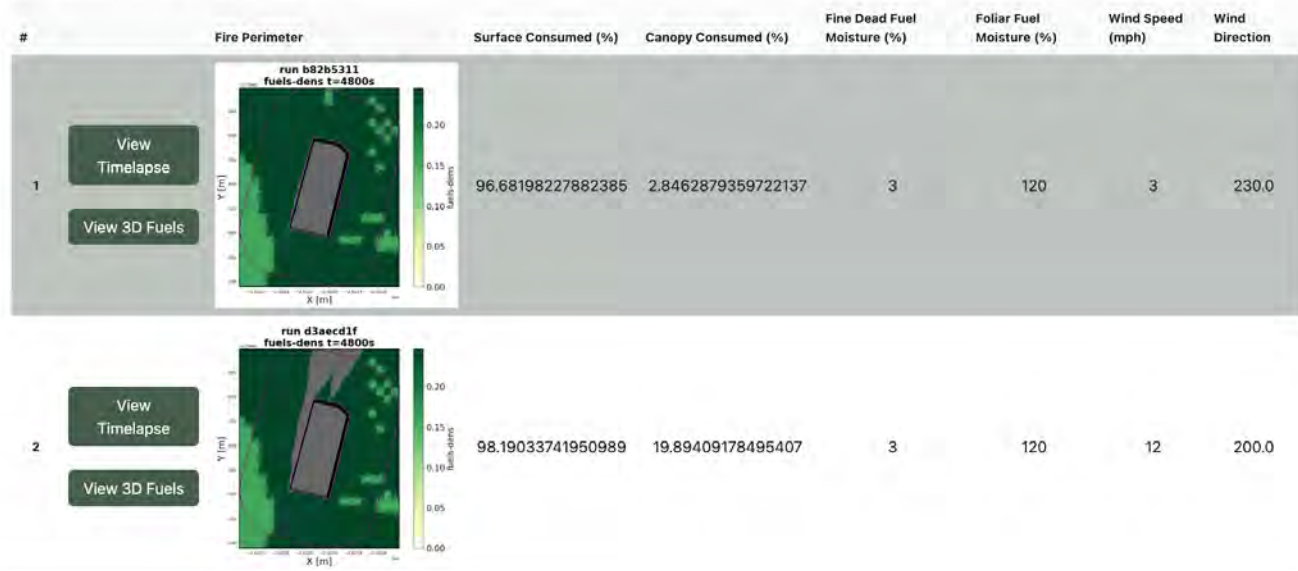 #
Fire Perimeter
Surface Consumed (%)
Canopy Consumed (%)
Fine Dead Fuel
Moisture (%)
Foliar Fuel
Moisture (%)
Wind Speed
(mph)
Wind
Direction
1
View
Timelapse
View 3D Fuels
run b82b5311
fuels-dens t=4800s
Y [m]
X [m]
0.20
0.15
0.10
0.05
0.00
fuels-dens
96.68198227882385
2.8462879359722137
3
120
3
230.0
2
View
Timelapse
View 3D Fuels
run d3aecd1f
fuels-dens t=4800s
Y [m]
X [m]
0.20
0.15
0.10
0.05
0.00
fuels-dens
98.19033741950989
19.89409178495407
3
120
12
200.0